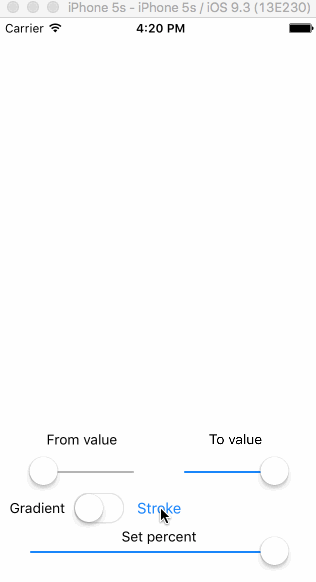 iPhone 5s - iPhone 5s / iOS 9.3 (13E230)
Carrier 4:20 PM
From value To value
Gradient Stroke
Set percent